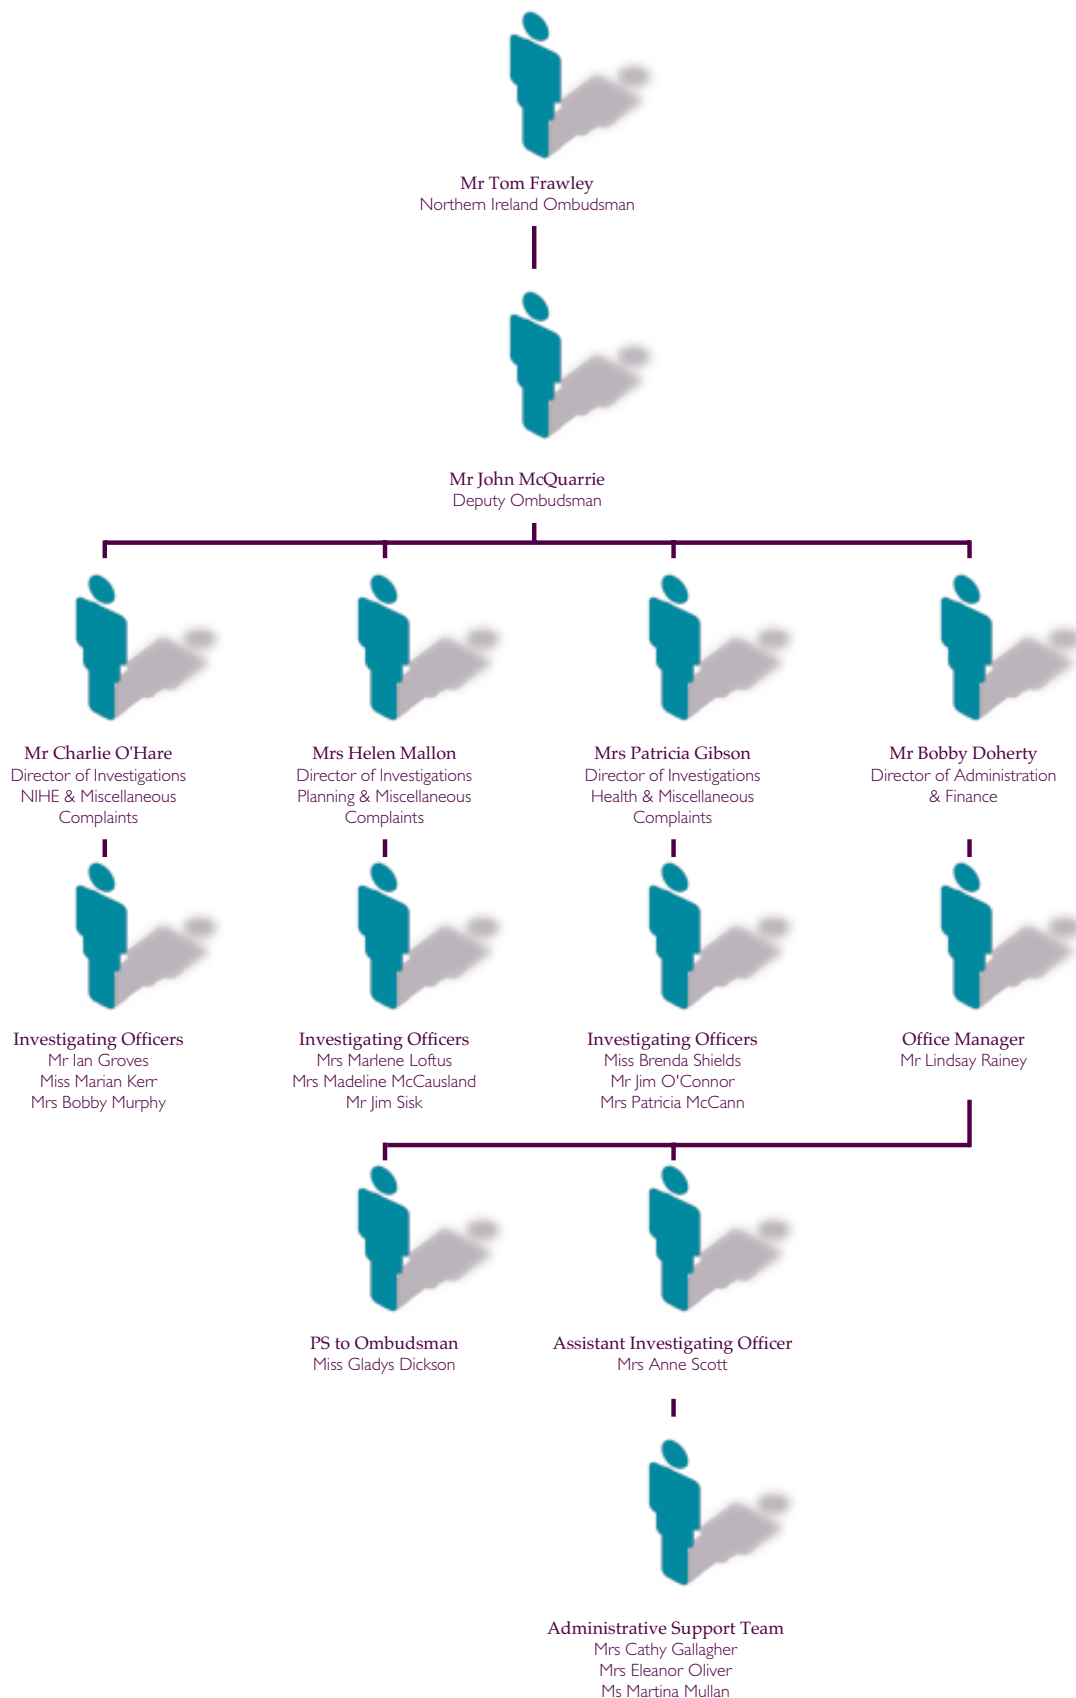 Mr Tom Frawley
Northern Ireland Ombudsman
Mr John McQuarrie
Deputy Ombudsman
Mr Charlie O'Hare
Director of Investigations
NIHE & Miscellaneous
Complaints
Mrs Helen Mallon
Director of Investigations
Planning & Miscellaneous
Complaints
Mrs Patricia Gibson
Director of Investigations
Health & Miscellaneous
Complaints
Mr Bobby Doherty
Director of Administration
& Finance
Investigating Officers
Mr Ian Groves
Miss Marian Kerr
Mrs Bobby Murphy
Investigating Officers
Mrs Marlene Loftus
Mrs Madeline McCausland
Mr Jim Sisk
Investigating Officers
Miss Brenda Shields
Mr Jim O'Connor
Mrs Patricia McCann
Office Manager
Mr Lindsay Rainey
PS to Ombudsman
Miss Gladys Dickson
Assistant Investigating Officer
Mrs Anne Scott
Administrative Support Team
Mrs Cathy Gallagher
Mrs Eleanor Oliver
Ms Martina Mullan